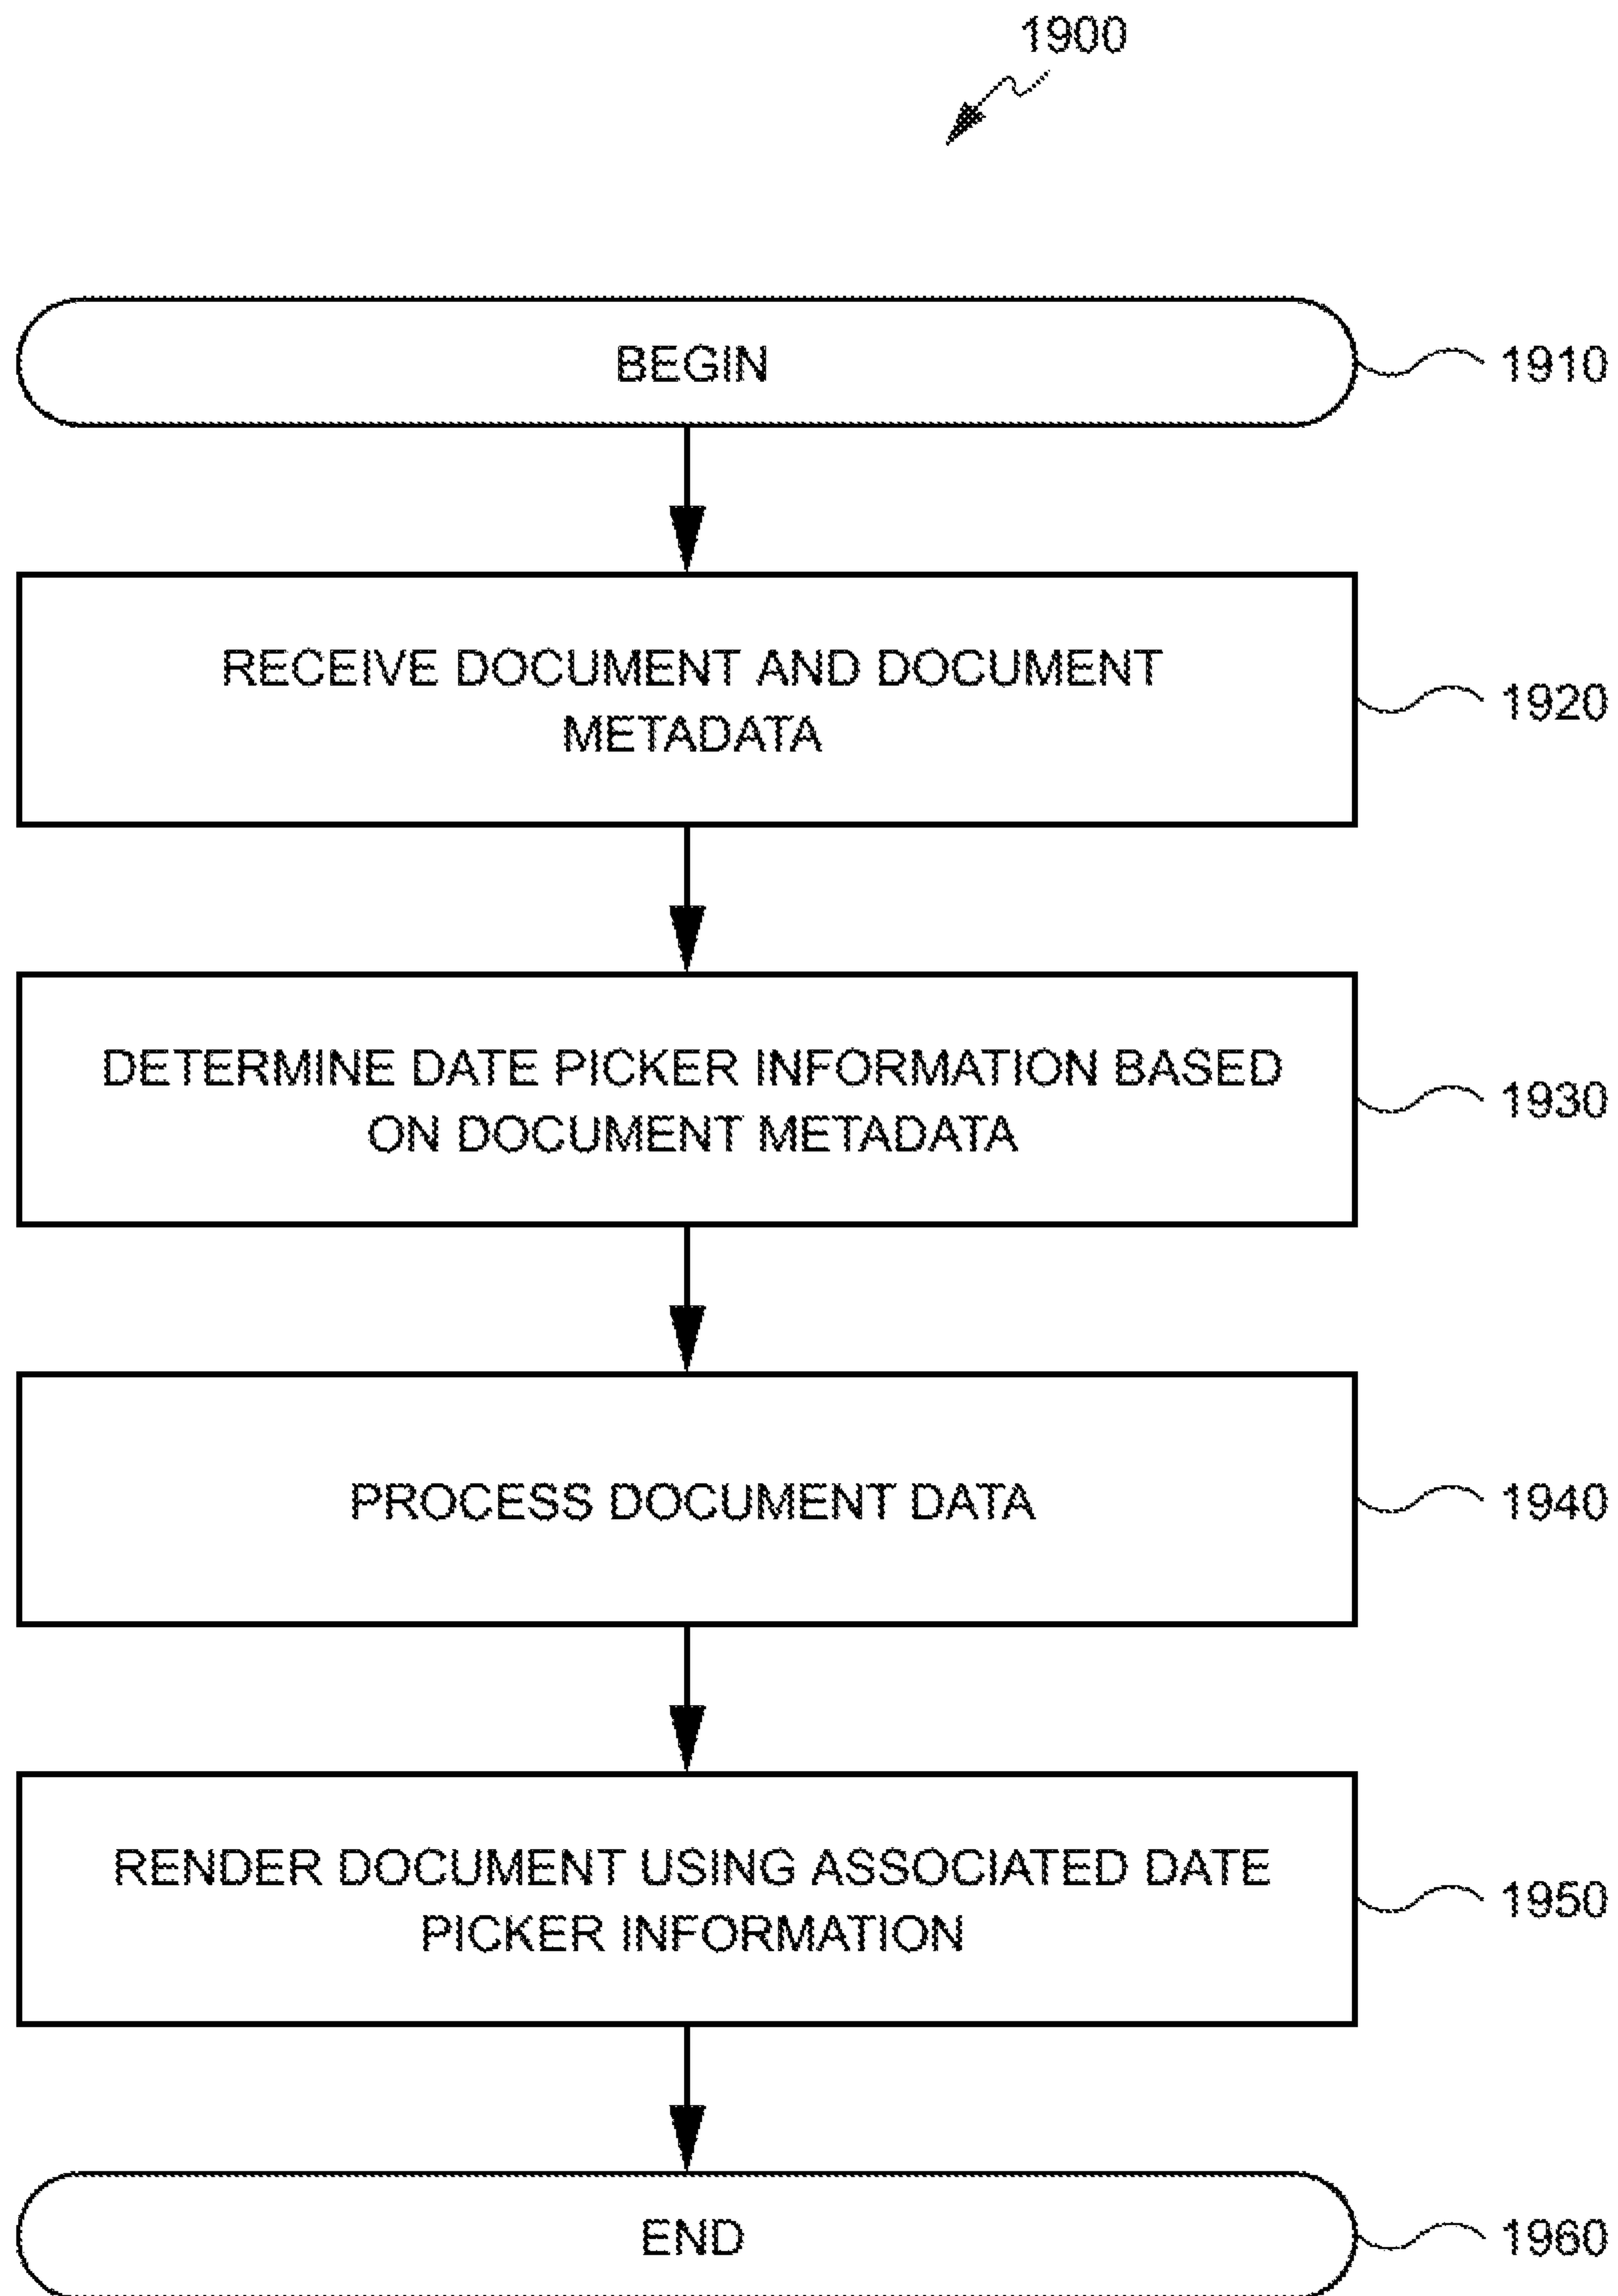 1900
BEGIN
1910
RECEIVE DOCUMENT AND DOCUMENT
METADATA
1920
DETERMINE DATE PICKER INFORMATION BASED
ON DOCUMENT METADATA
1930
PROCESS DOCUMENT DATA
1940
RENDER DOCUMENT USING ASSOCIATED DATE
PICKER INFORMATION
1950
END
1960